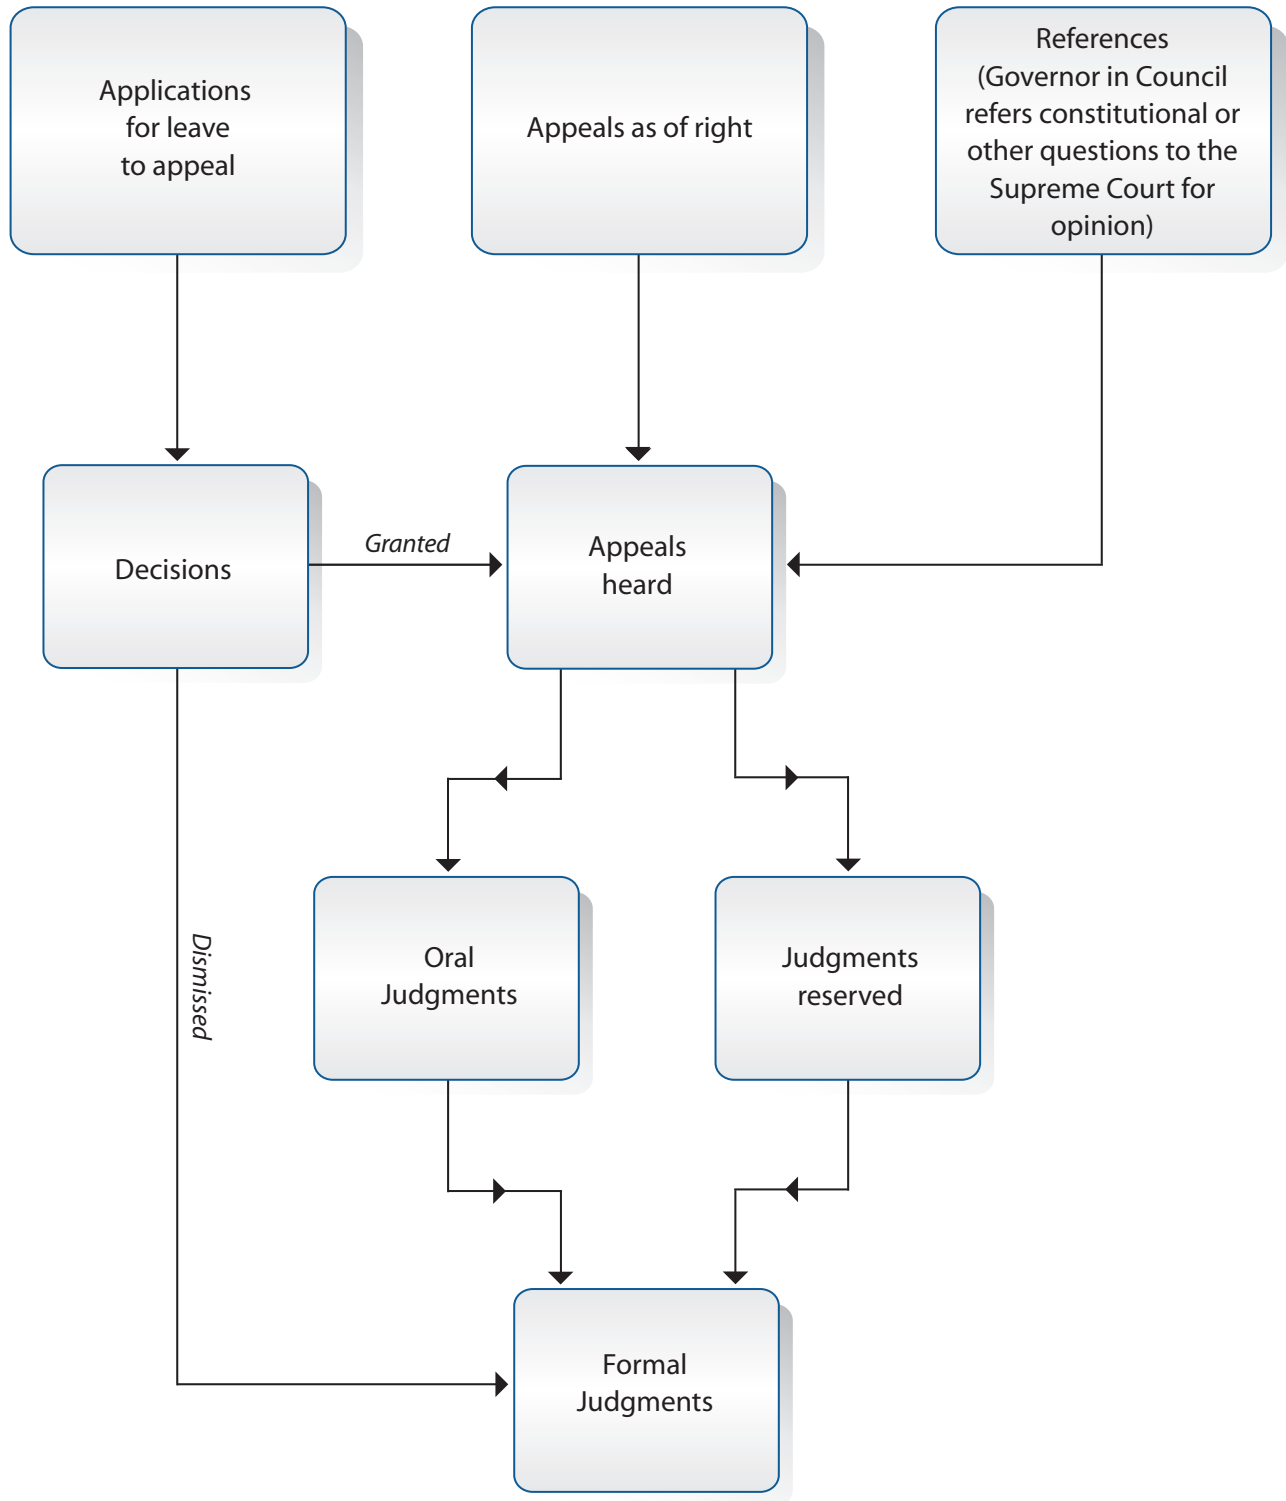 Applications
for leave
to appeal
Appeals as of right
References
(Governor in Council
refers constitutional or
other questions to the
Supreme Court for
opinion)
Decisions
Granted
Appeals
heard
Dismissed
Oral
Judgments
Judgments
reserved
Formal
Judgments